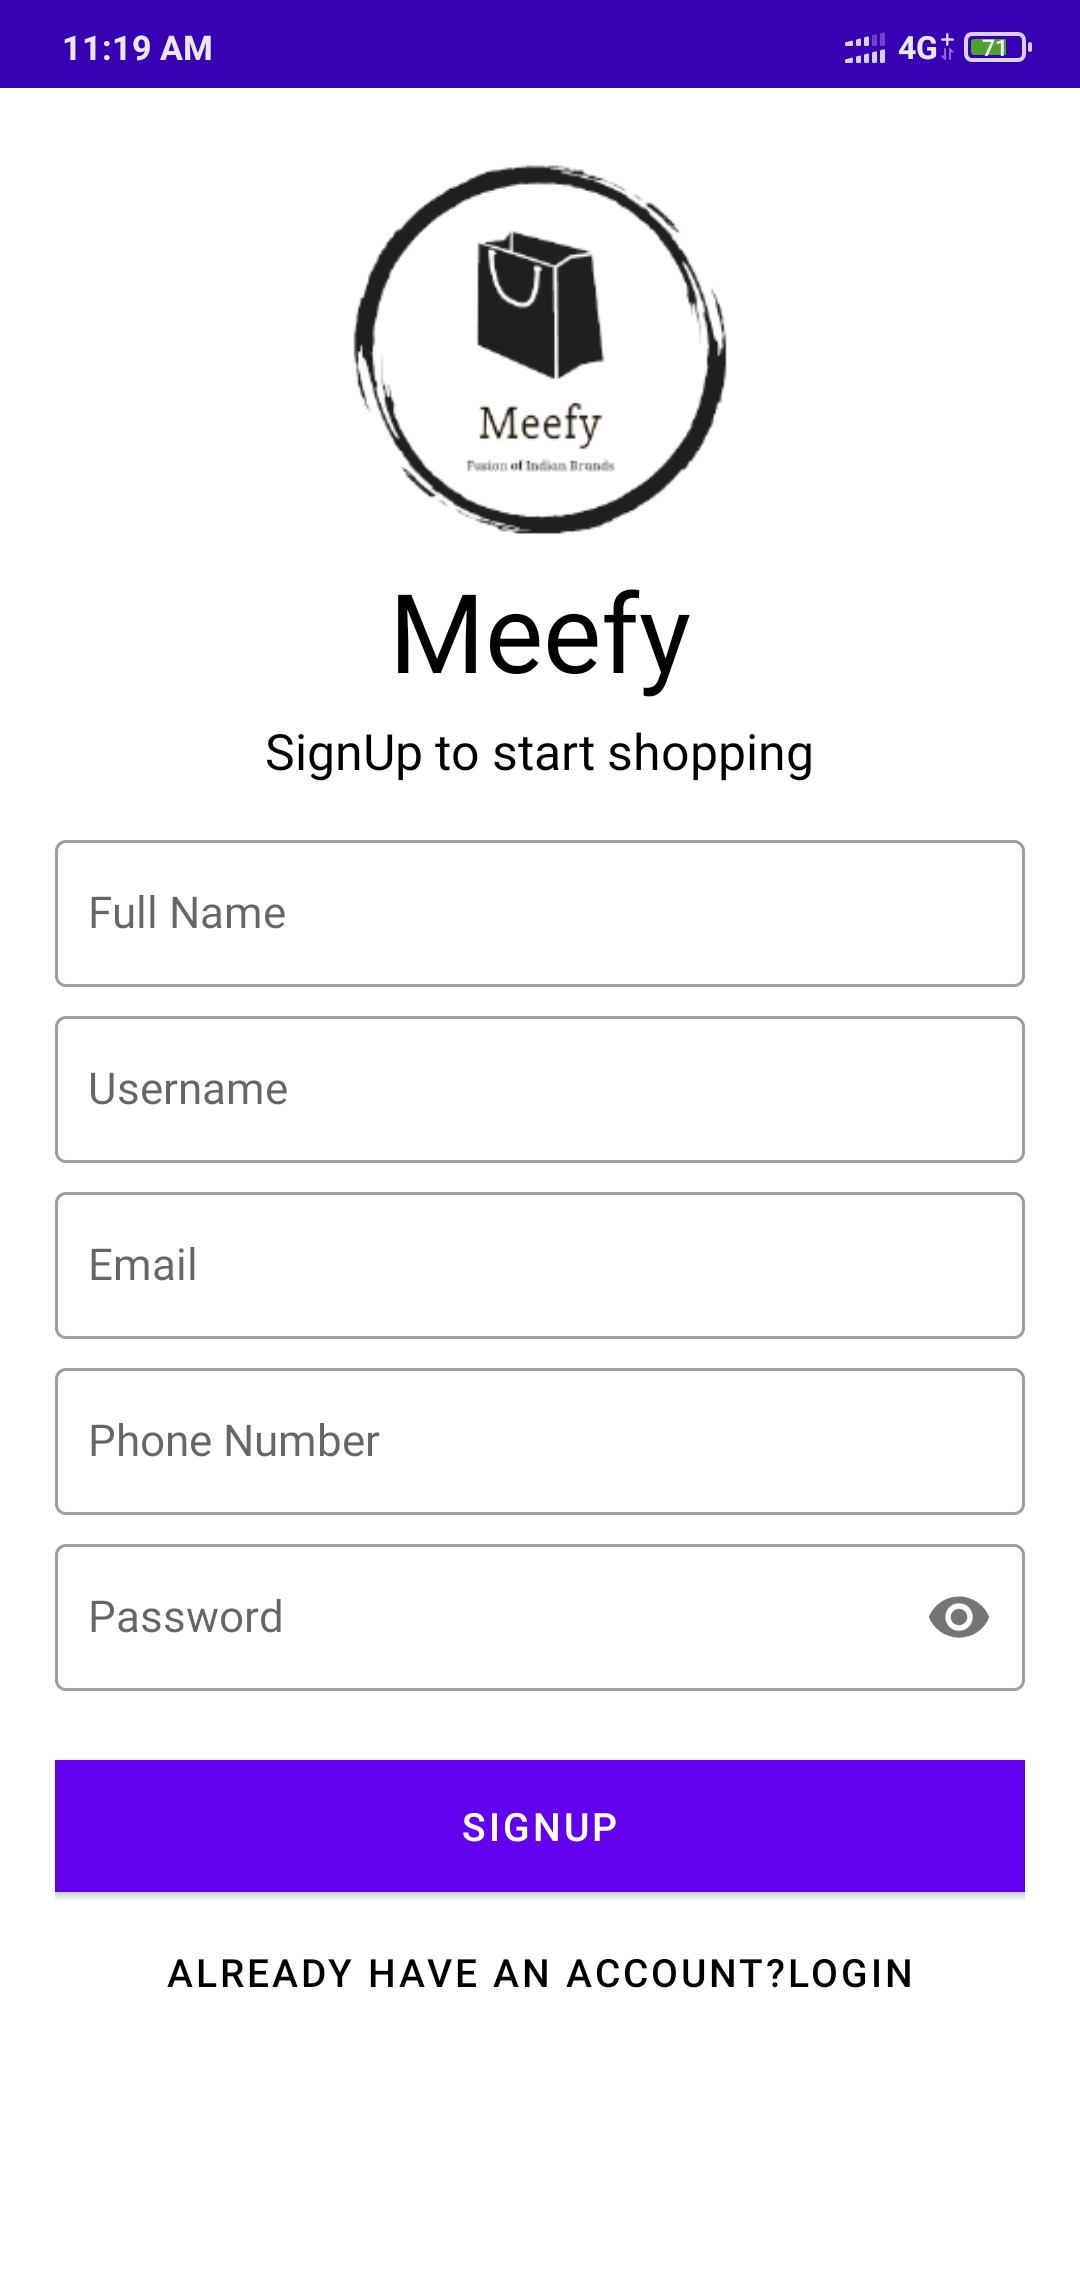 11:19 AM 4G 71
Meefy
Fusion of Indian Brands
Meefy
SignUp to start shopping
Full Name
Username
Email
Phone Number
Password
SIGNUP
ALREADY HAVE AN ACCOUNT?LOGIN